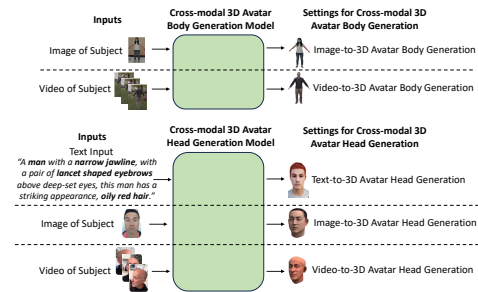 Inputs
Cross-modal 3D Avatar
Body Generation Model
Settings for Cross-modal 3D
Avatar Body Generation
Image of Subject
Image-to-3D Avatar Body Generation
Video of Subject
Video-to-3D Avatar Body Generation
Inputs
Cross-modal 3D Avatar
Head Generation Model
Settings for Cross-modal 3D
Avatar Head Generation
Text Input
"A man with a narrow jawline, with
a pair of lancet shaped eyebrows
above deep-set eyes, this man has a
striking appearance, oily red hair."
Text-to-3D Avatar Head Generation
Image of Subject
Image-to-3D Avatar Head Generation
Video of Subject
Video-to-3D Avatar Head Generation